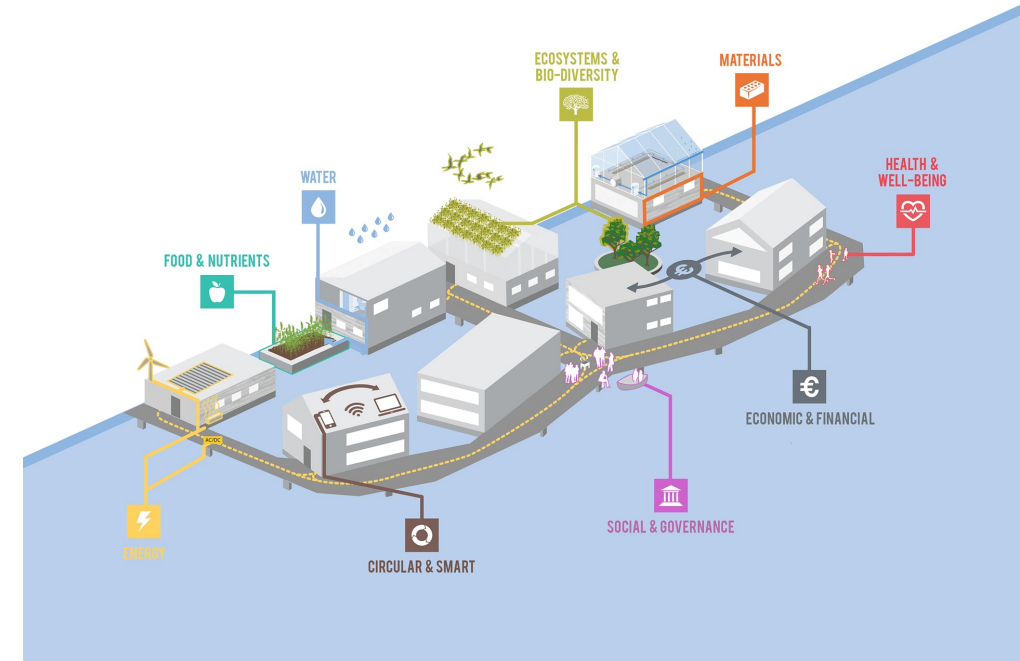 ECOSYSTEMS &
BIO-DIVERSITY
MATERIALS
HEALTH &
WELL-BEING
WATER
FOOD & NUTRIENTS
€
€
ECONOMIC & FINANCIAL
AC/DC
SOCIAL & GOVERNANCE
ENERGY
CIRCULAR & SMART